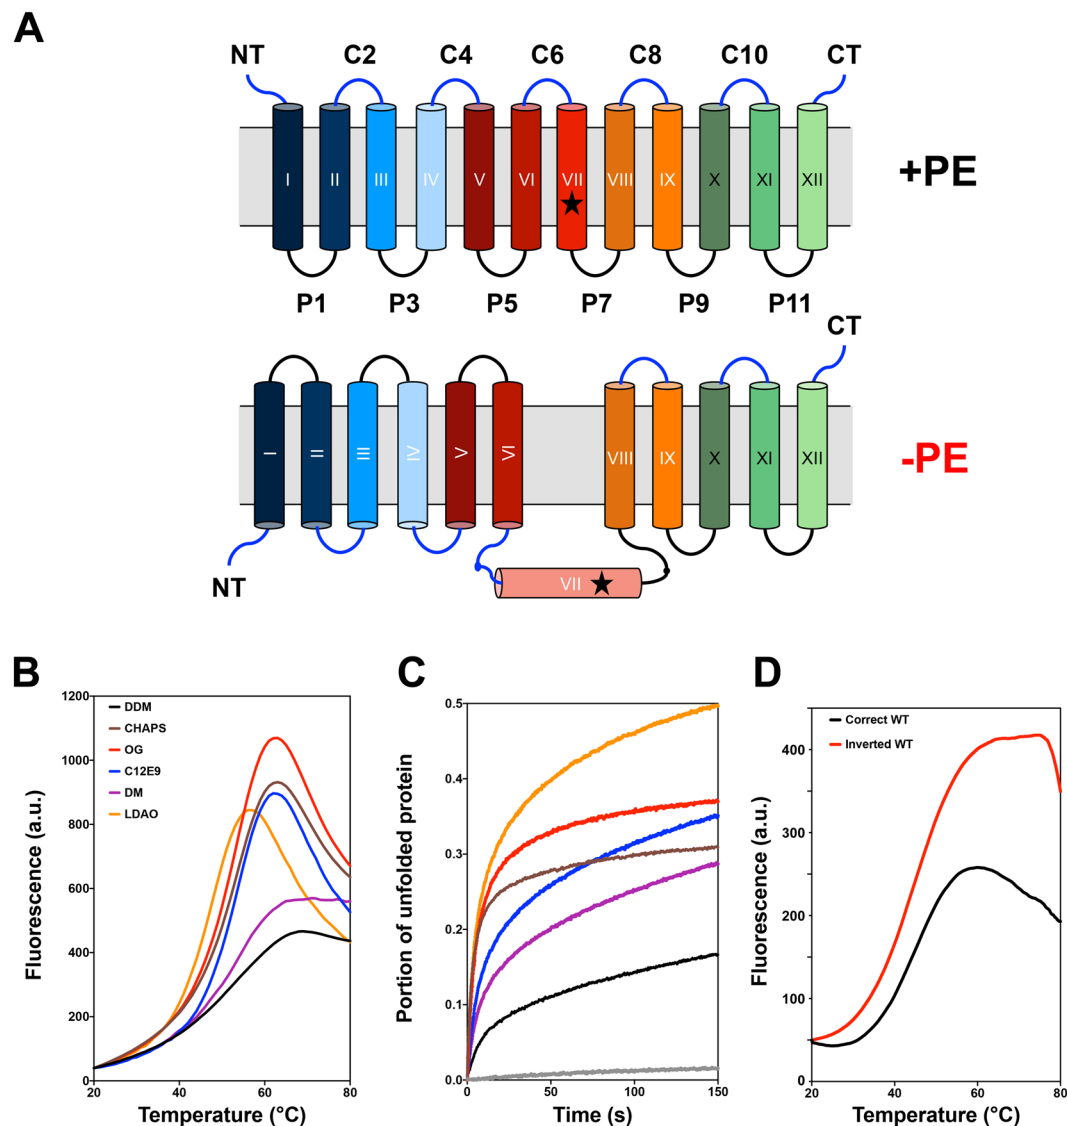 A
NT C2 C4 C6 C8 C10 CT
I II III IV V VI VII VIII IX X XI XII
+PE
P1 P3 P5 P7 P9 P11
CT
I II III IV V VI VIII IX X XI XII
-PE
NT
VII
B
Fluorescence (a.u.)
1200
1000
800
600
400
200
0
DDM
CHAPS
OG
C12E9
DM
LDAO
20 40 60 80
Temperature (°C)
C
Portion of unfolded protein
0.5
0.4
0.3
0.2
0.1
0.0
0 50 100 150
Time (s)
D
Fluorescence (a.u.)
400
300
200
100
0
Correct WT
Inverted WT
20 40 60 80
Temperature (°C)